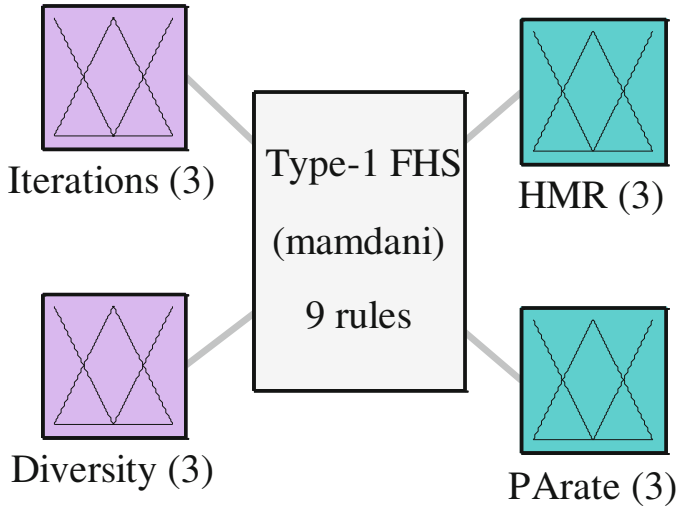 Iterations (3)
Diversity (3)
Type-1 FHS
(mamdani)
9 rules
HMR (3)
PArate (3)